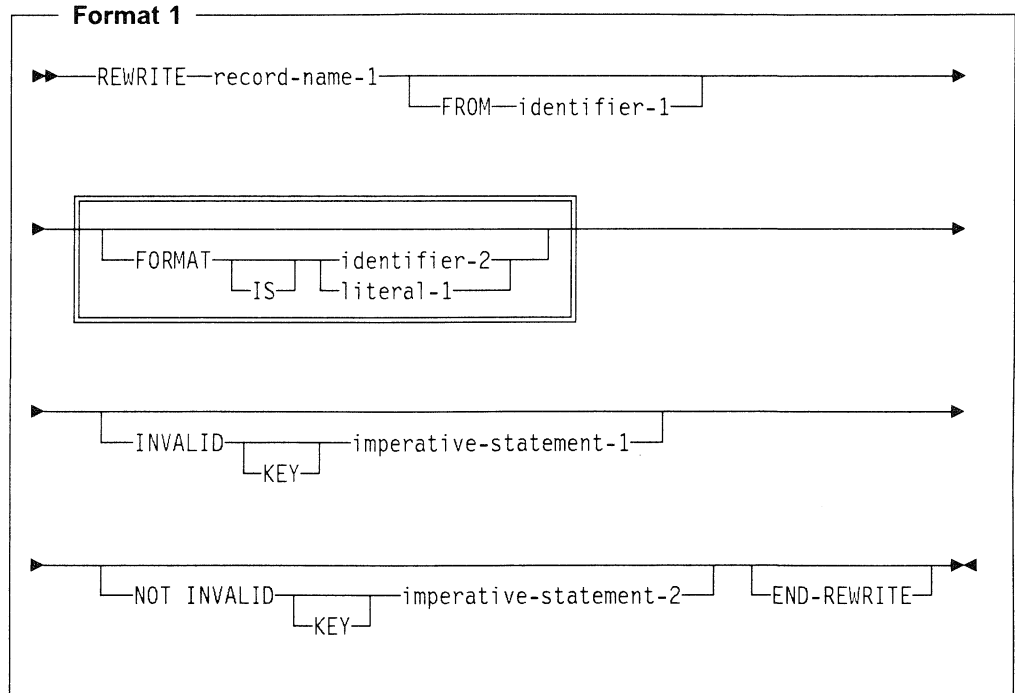 Format 1
REWRITE record-name-1
FROM identifier-1
FORMAT identifier-2
IS literal-1
INVALID imperative-statement-1
KEY
NOT INVALID imperative-statement-2 END-REWRITE
KEY